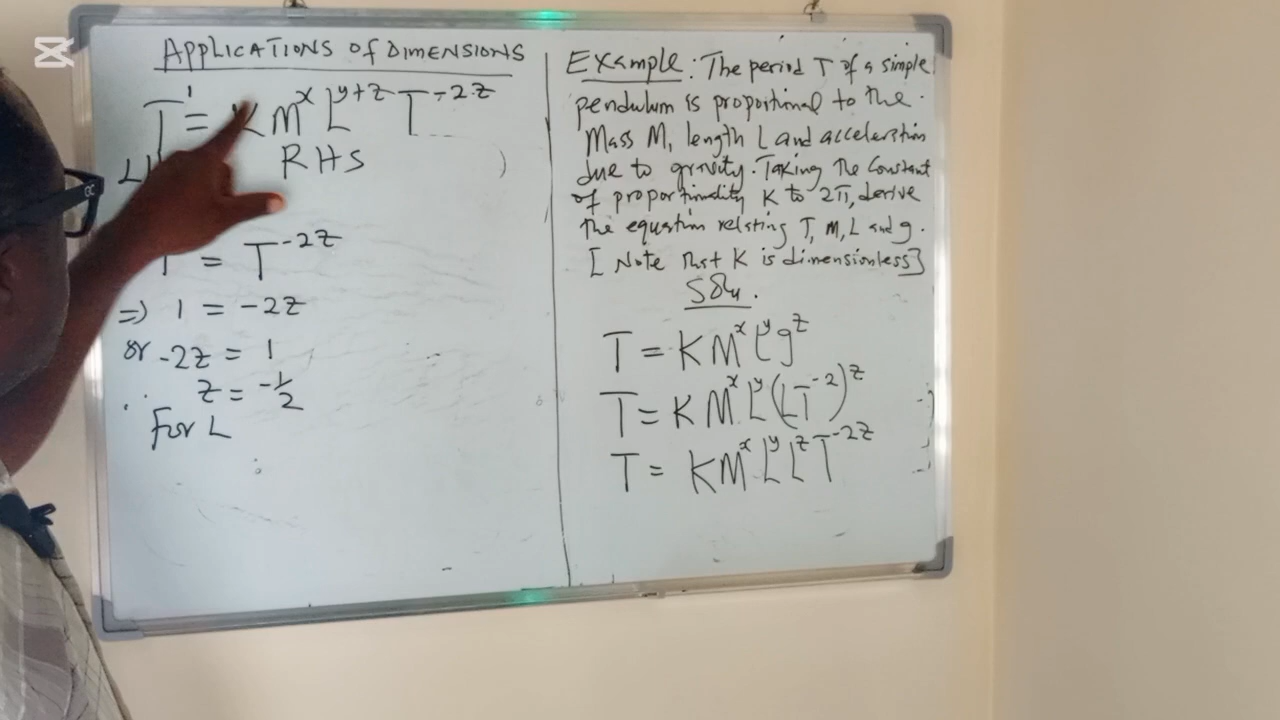 APPLICATIONS OF DIMENSIONS
T¹ = K M^x L^(y+z) T^(-2z)
RHS
T = T^(-2z)
=) 1 = -2z
or -2z = 1
∴ z = -1/2
For L
Example: The period T of a simple
pendulum is proportional to the
Mass M, length L and acceleration
due to gravity. Taking the constant
of proportionality K to 2π, derive
the equation relating T, M, L and g.
[Note that K is dimensionless]
Soln.
T = K M^x L^y g^z
T = K M^x L^y (LT^(-2))^z
T = K M^x L^y L^z T^(-2z)